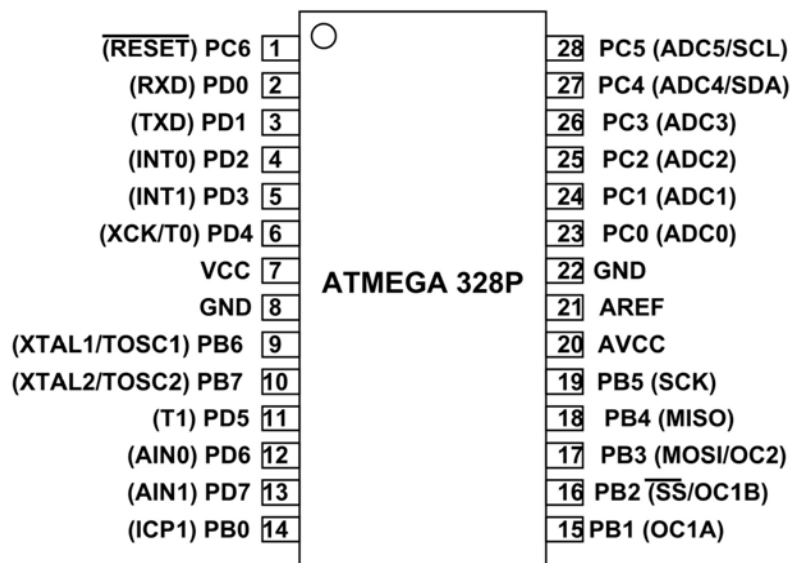 (RESET) PC6 1
(RXD) PD0 2
(TXD) PD1 3
(INT0) PD2 4
(INT1) PD3 5
(XCK/T0) PD4 6
VCC 7
GND 8
(XTAL1/TOSC1) PB6 9
(XTAL2/TOSC2) PB7 10
(T1) PD5 11
(AIN0) PD6 12
(AIN1) PD7 13
(ICP1) PB0 14
ATMEGA 328P
28 PC5 (ADC5/SCL)
27 PC4 (ADC4/SDA)
26 PC3 (ADC3)
25 PC2 (ADC2)
24 PC1 (ADC1)
23 PC0 (ADC0)
22 GND
21 AREF
20 AVCC
19 PB5 (SCK)
18 PB4 (MISO)
17 PB3 (MOSI/OC2)
16 PB2 (SS/OC1B)
15 PB1 (OC1A)